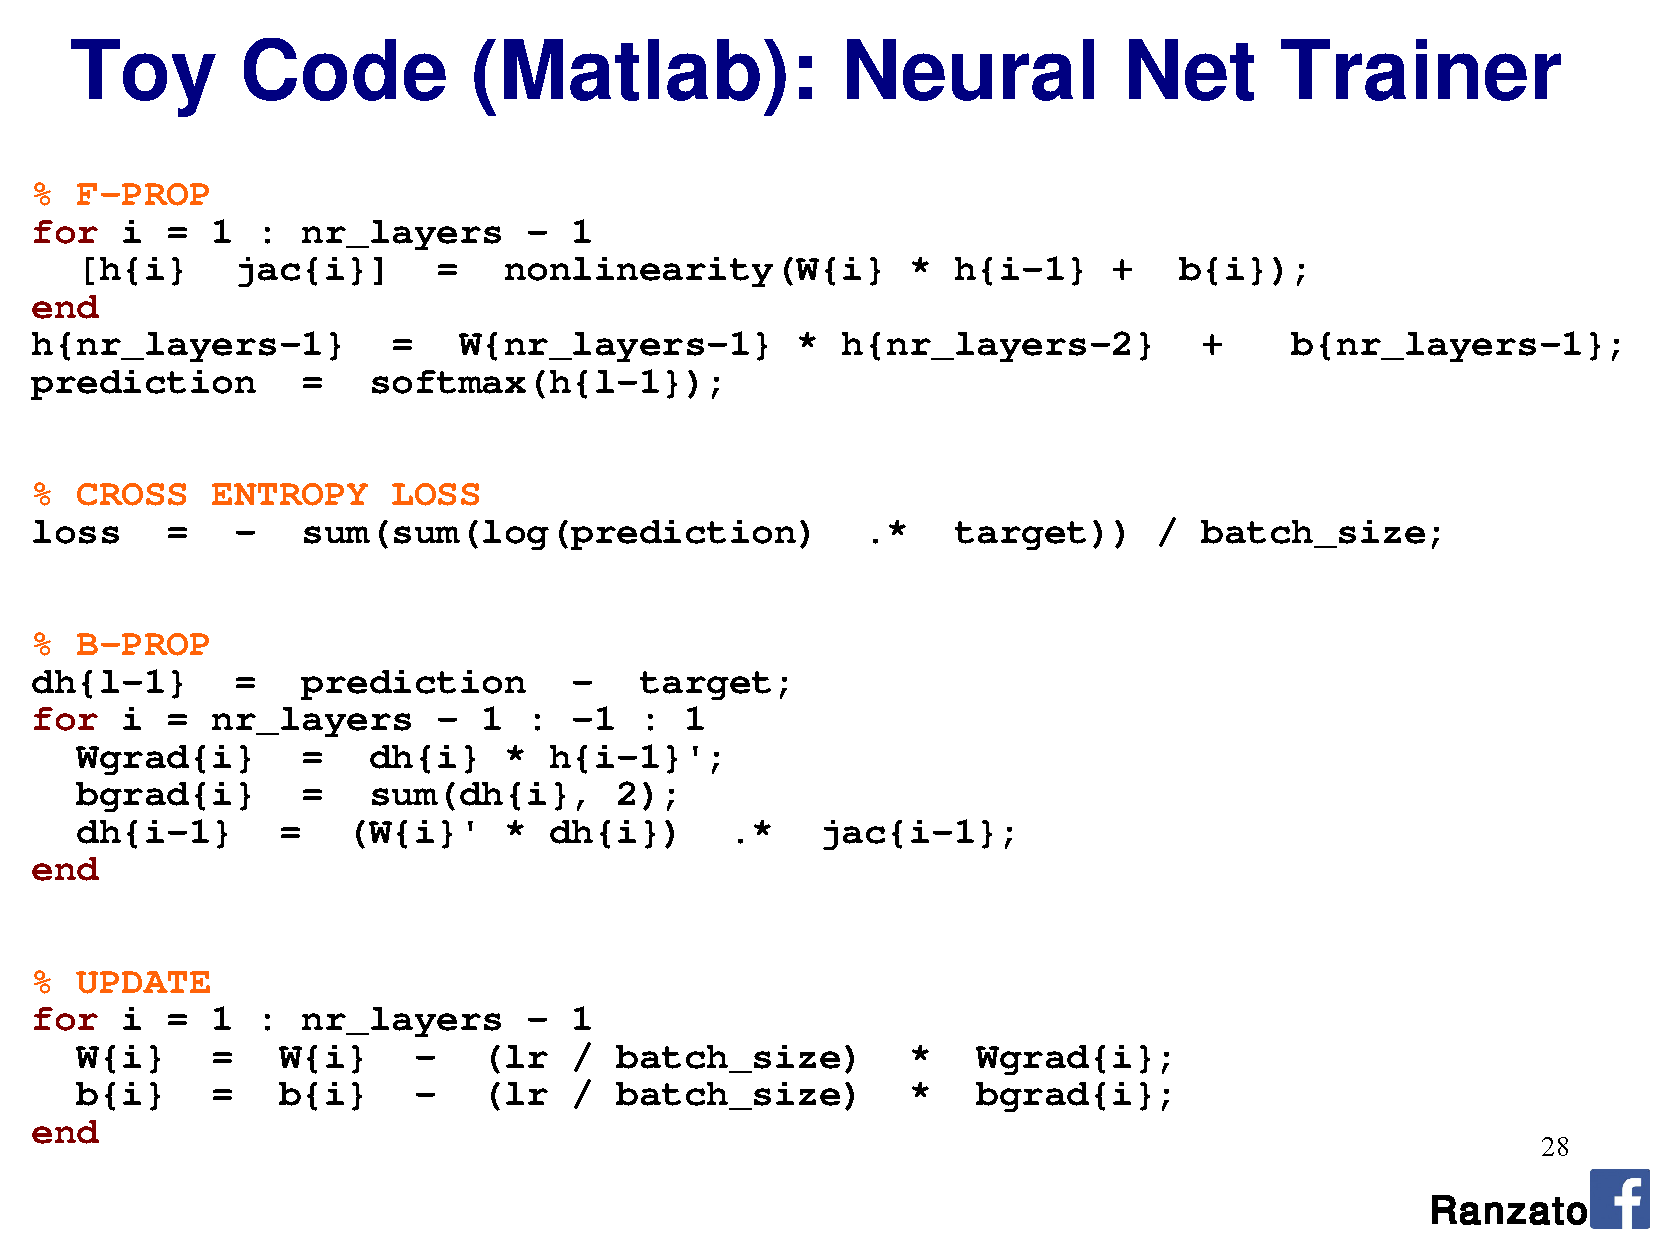 Toy Code (Matlab): Neural Net Trainer
% F-PROP
for i = 1 : nr_layers - 1
  [h{i} jac{i}] = nonlinearity(W{i} * h{i-1} + b{i});
end
h{nr_layers-1} = W{nr_layers-1} * h{nr_layers-2} + b{nr_layers-1};
prediction = softmax(h{l-1});
% CROSS ENTROPY LOSS
loss = - sum(sum(log(prediction) .* target)) / batch_size;
% B-PROP
dh{l-1} = prediction - target;
for i = nr_layers - 1 : -1 : 1
  Wgrad{i} = dh{i} * h{i-1}';
  bgrad{i} = sum(dh{i}, 2);
  dh{i-1} = (W{i}' * dh{i}) .* jac{i-1};
end
% UPDATE
for i = 1 : nr_layers - 1
  W{i} = W{i} - (lr / batch_size) * Wgrad{i};
  b{i} = b{i} - (lr / batch_size) * bgrad{i};
end
28
Ranzato f